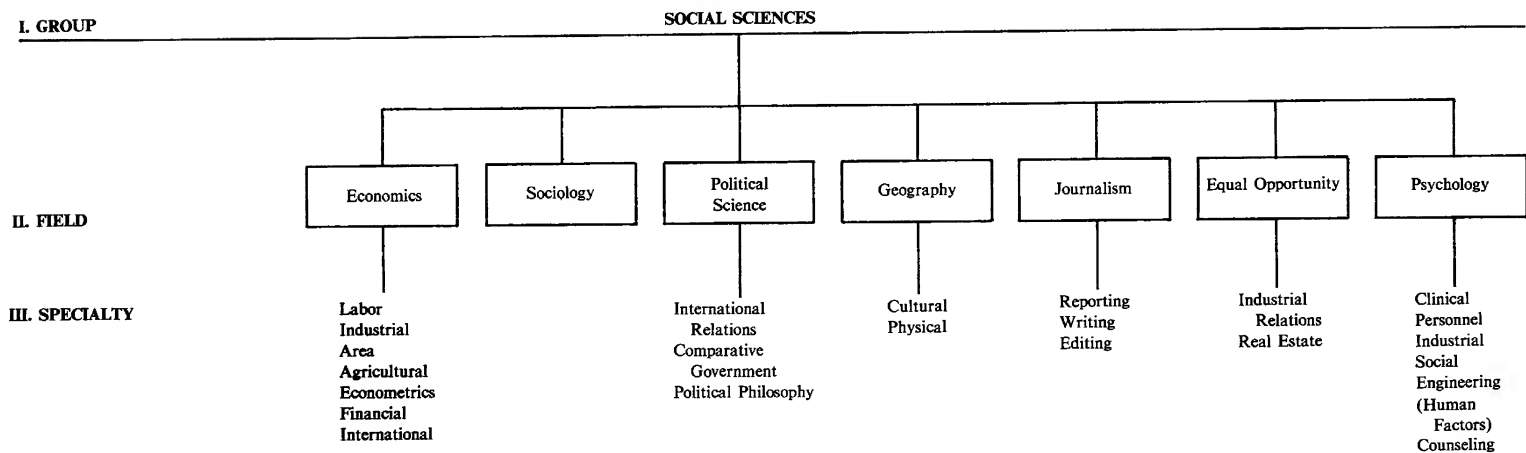 I. GROUP
SOCIAL SCIENCES
II. FIELD
Economics
Sociology
Political
Science
Geography
Journalism
Equal Opportunity
Psychology
III. SPECIALTY
Labor
Industrial
Area
Agricultural
Econometrics
Financial
International
International
Relations
Comparative
Government
Political Philosophy
Cultural
Physical
Reporting
Writing
Editing
Industrial
Relations
Real Estate
Clinical
Personnel
Industrial
Social
Engineering
(Human
Factors)
Counseling